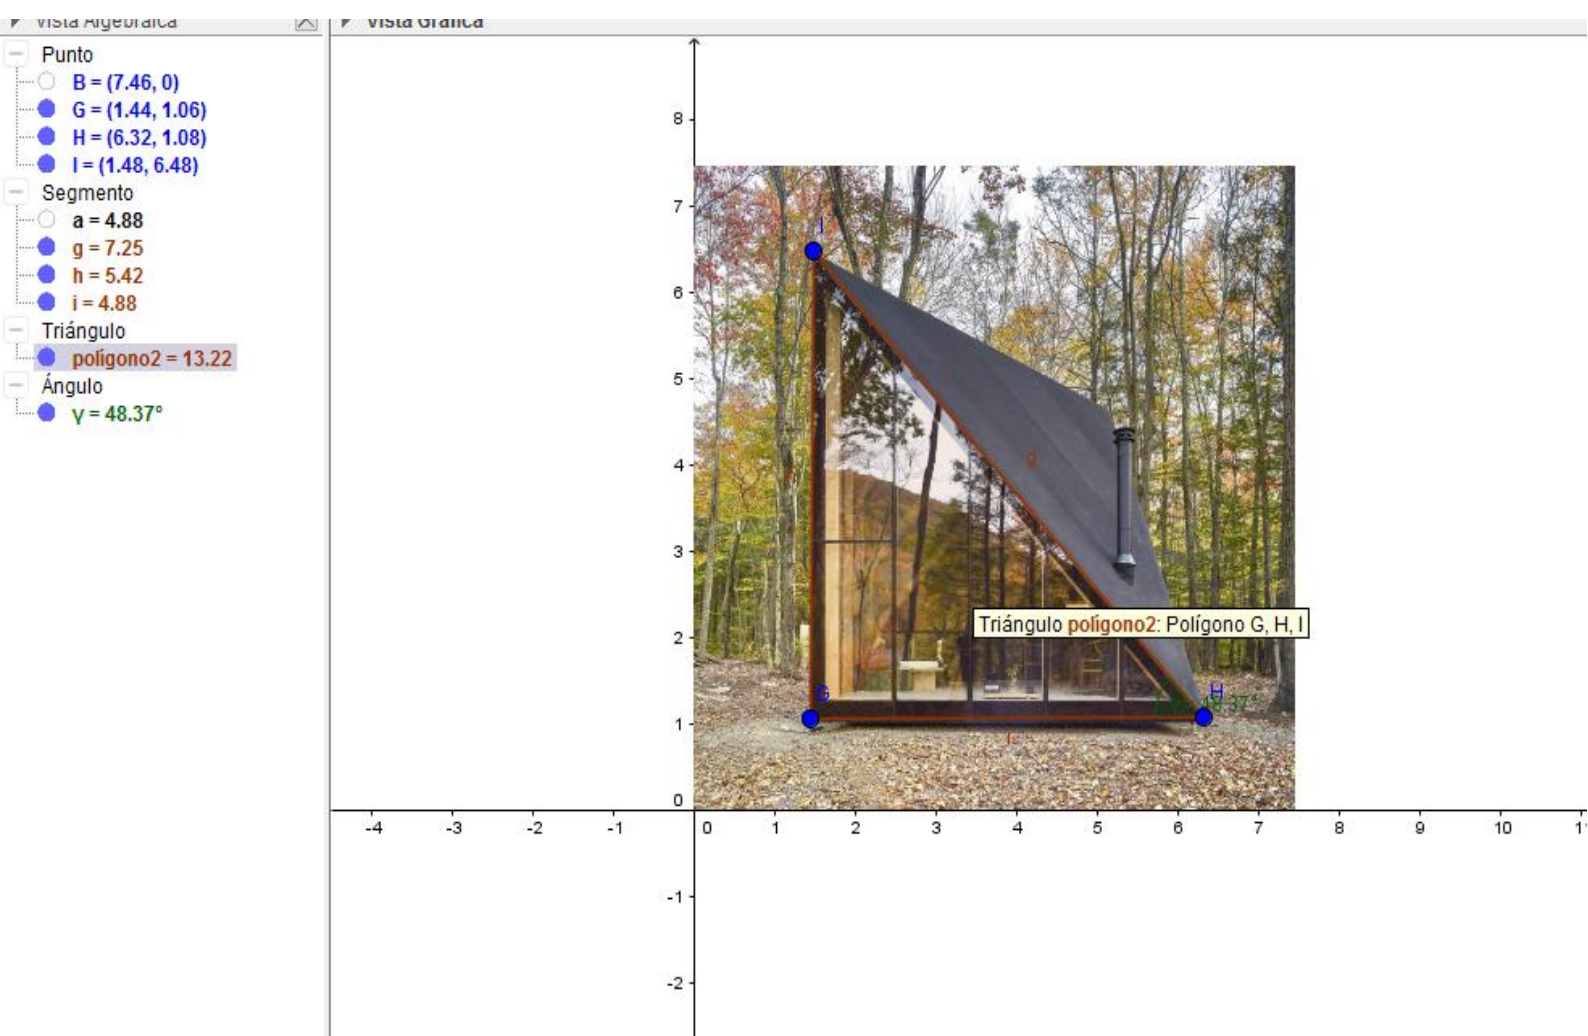 Vista Algebraica
Punto
B = (7.46, 0)
G = (1.44, 1.06)
H = (6.32, 1.08)
I = (1.48, 6.48)
Segmento
a = 4.88
g = 7.25
h = 5.42
i = 4.88
Triángulo
polígono2 = 13.22
Ángulo
γ = 48.37°
Vista Gráfica
8
7
6
5
4
3
2
1
0
-1
-2
-4 -3 -2 -1 0 1 2 3 4 5 6 7 8 9 10
I
g
Triángulo polígono2: Polígono G, H, I
G
H
i